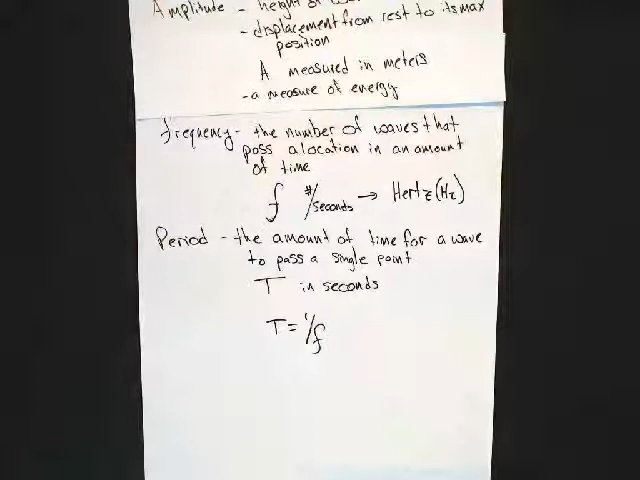 Amplitude - height of
- displacement from rest to its max
position
A measured in meters
- a measure of energy
frequency - the number of waves that
pass a location in an amount
of time
f #/seconds → Hertz (Hz)
Period - the amount of time for a wave
to pass a single point
T in seconds
T = 1/f